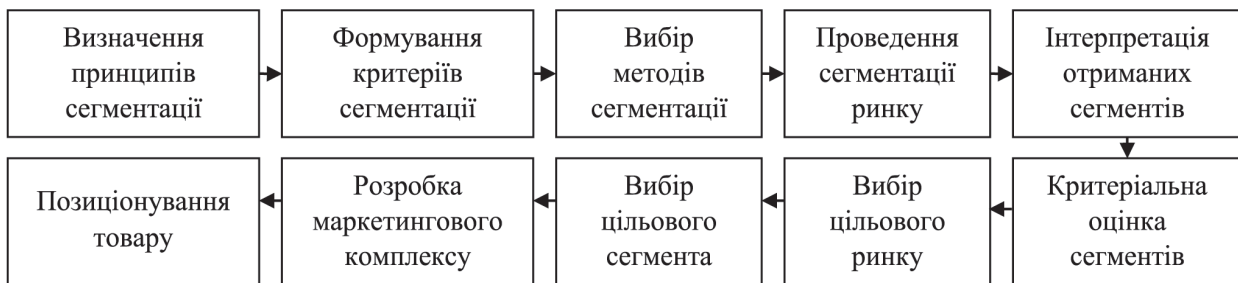 Визначення
принципів
сегментації
Формування
критеріїв
сегментації
Вибір
методів
сегментації
Проведення
сегментації
ринку
Інтерпретація
отриманих
сегментів
Критеріальна
оцінка
сегментів
Вибір
цільового
ринку
Вибір
цільового
сегмента
Розробка
маркетингового
комплексу
Позиціонування
товару